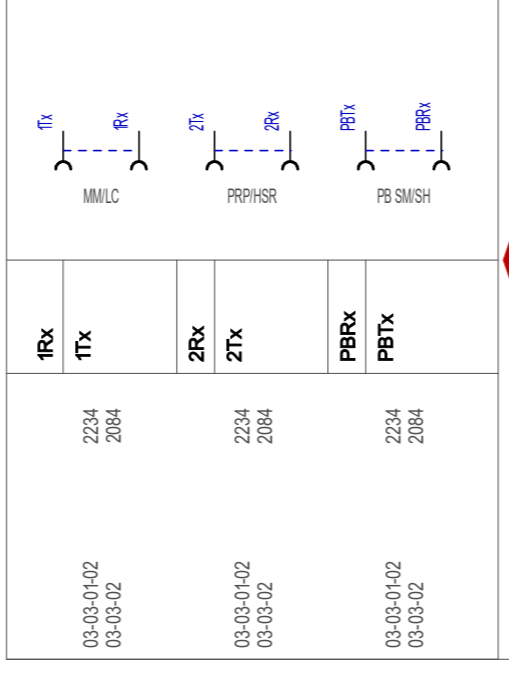 1Tx
1Rx
2Tx
2Rx
PBTx
PBRx
MM/LC
PRP/HSR
PB SM/SH
1Rx
1Tx
2Rx
2Tx
PBRx
PBTx
2234
2084
2234
2084
2234
2084
03-03-01-02
03-03-02
03-03-01-02
03-03-02
03-03-01-02
03-03-02